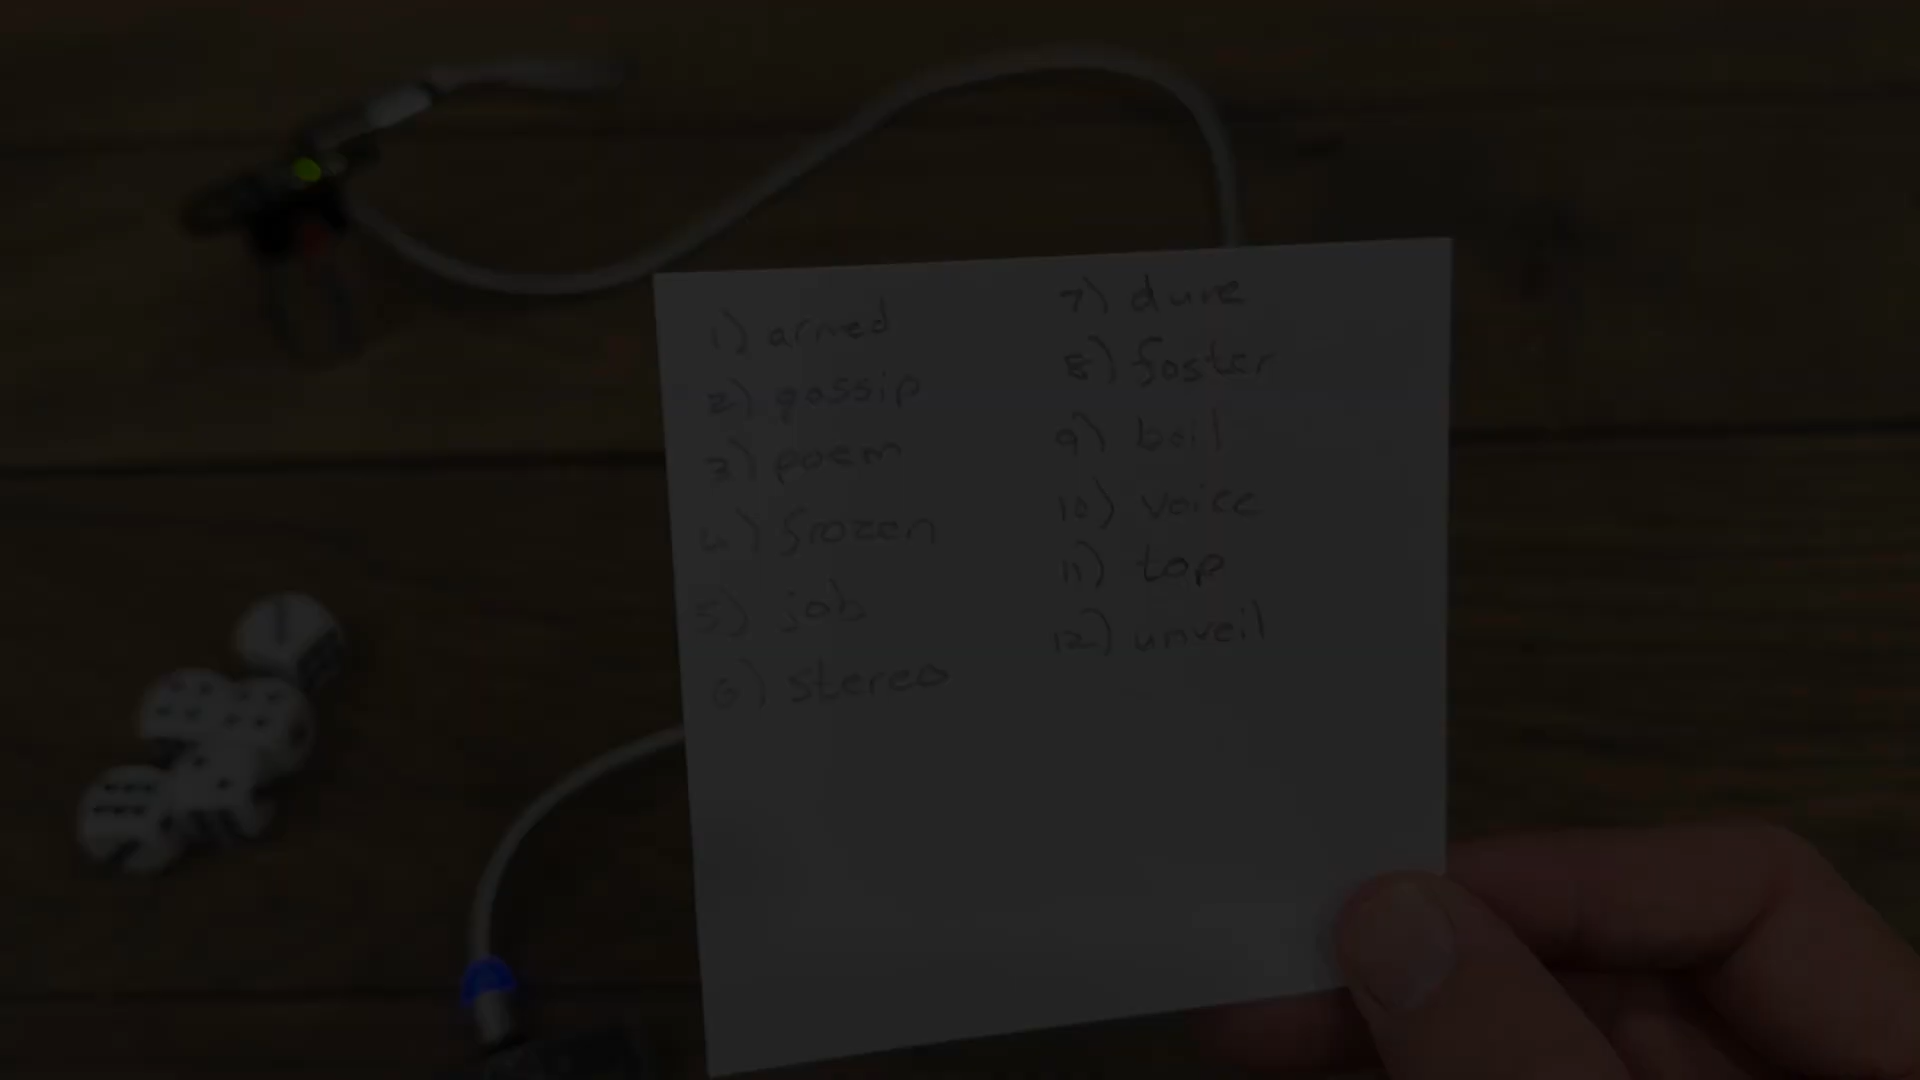 1) armed
2) gossip
3) poem
4) frozen
5) job
6) stereo
7) dune
8) foster
9) boil
10) voice
11) top
12) unveil